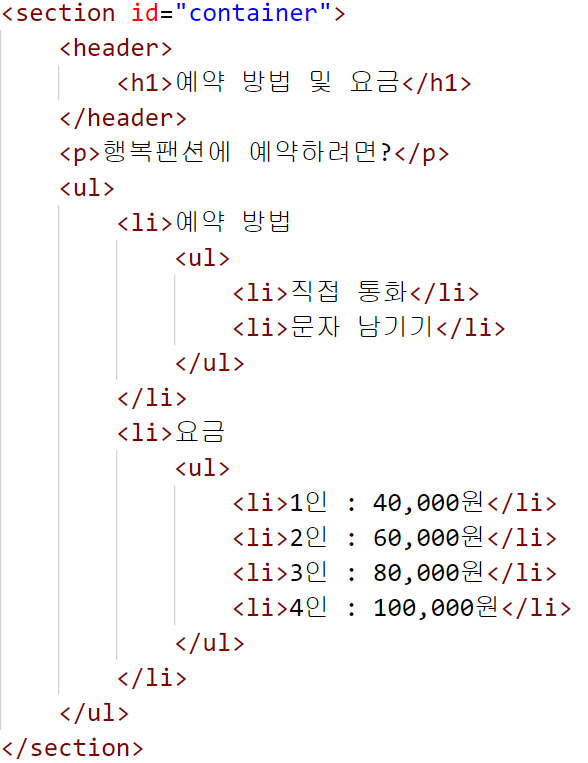 <section id="container">
<header>
<h1>예약 방법 및 요금</h1>
</header>
<p>행복팬션에 예약하려면?</p>
<ul>
<li>예약 방법
<ul>
<li>직접 통화</li>
<li>문자 남기기</li>
</ul>
</li>
<li>요금
<ul>
<li>1인 : 40,000원</li>
<li>2인 : 60,000원</li>
<li>3인 : 80,000원</li>
<li>4인 : 100,000원</li>
</ul>
</li>
</ul>
</section>